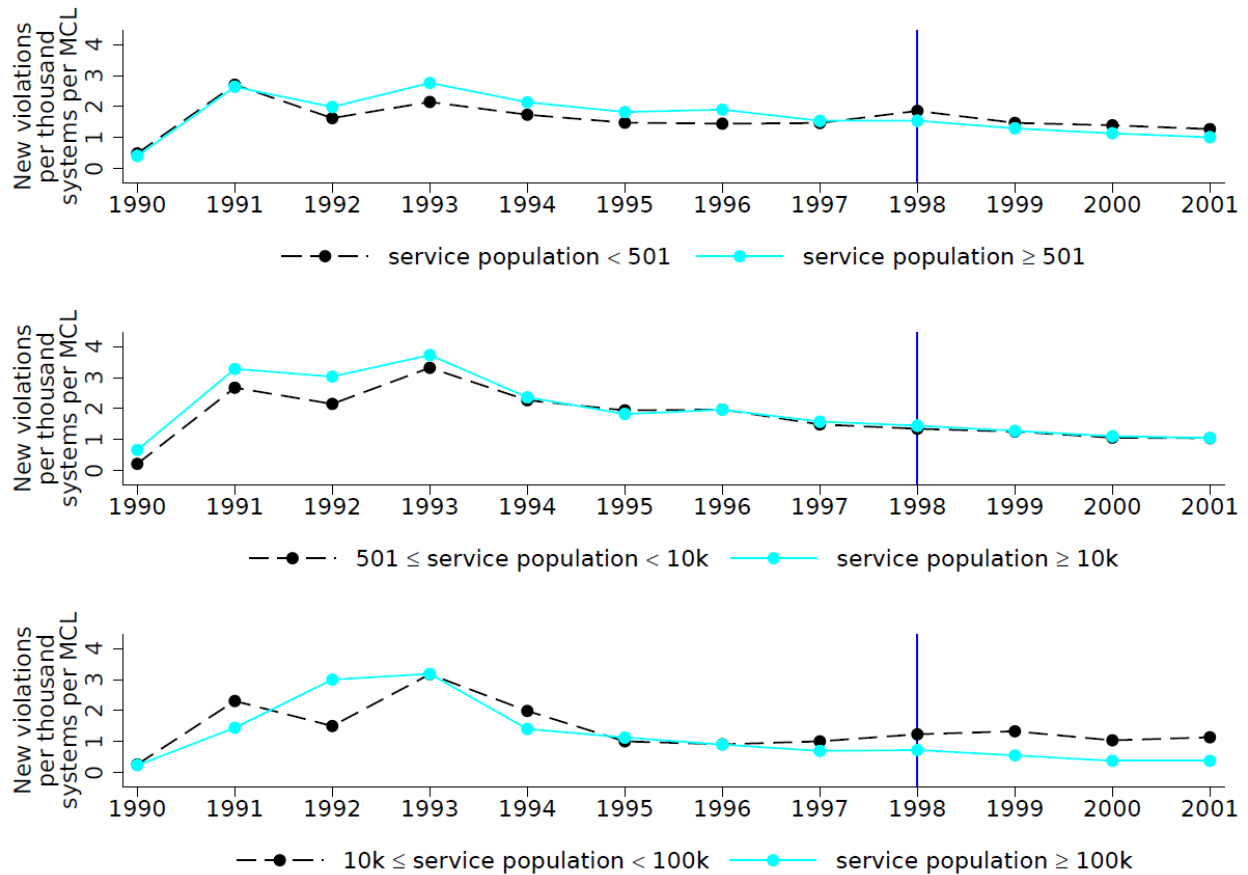 New violations
per thousand
systems per MCL
0 1 2 3 4
1990 1991 1992 1993 1994 1995 1996 1997 1998 1999 2000 2001
service population < 501 service population ≥ 501
New violations
per thousand
systems per MCL
0 1 2 3 4
1990 1991 1992 1993 1994 1995 1996 1997 1998 1999 2000 2001
501 ≤ service population < 10k service population ≥ 10k
New violations
per thousand
systems per MCL
0 1 2 3 4
1990 1991 1992 1993 1994 1995 1996 1997 1998 1999 2000 2001
10k ≤ service population < 100k service population ≥ 100k